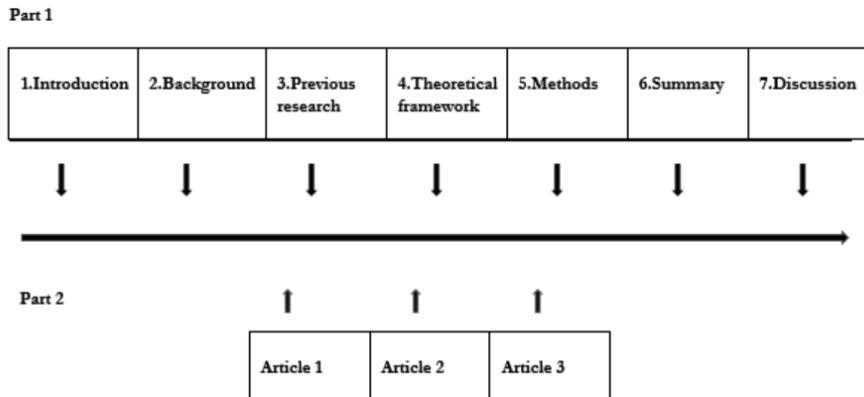 Part 1
1.Introduction
2.Background
3.Previous
research
4.Theoretical
framework
5.Methods
6.Summary
7.Discussion
Part 2
Article 1
Article 2
Article 3